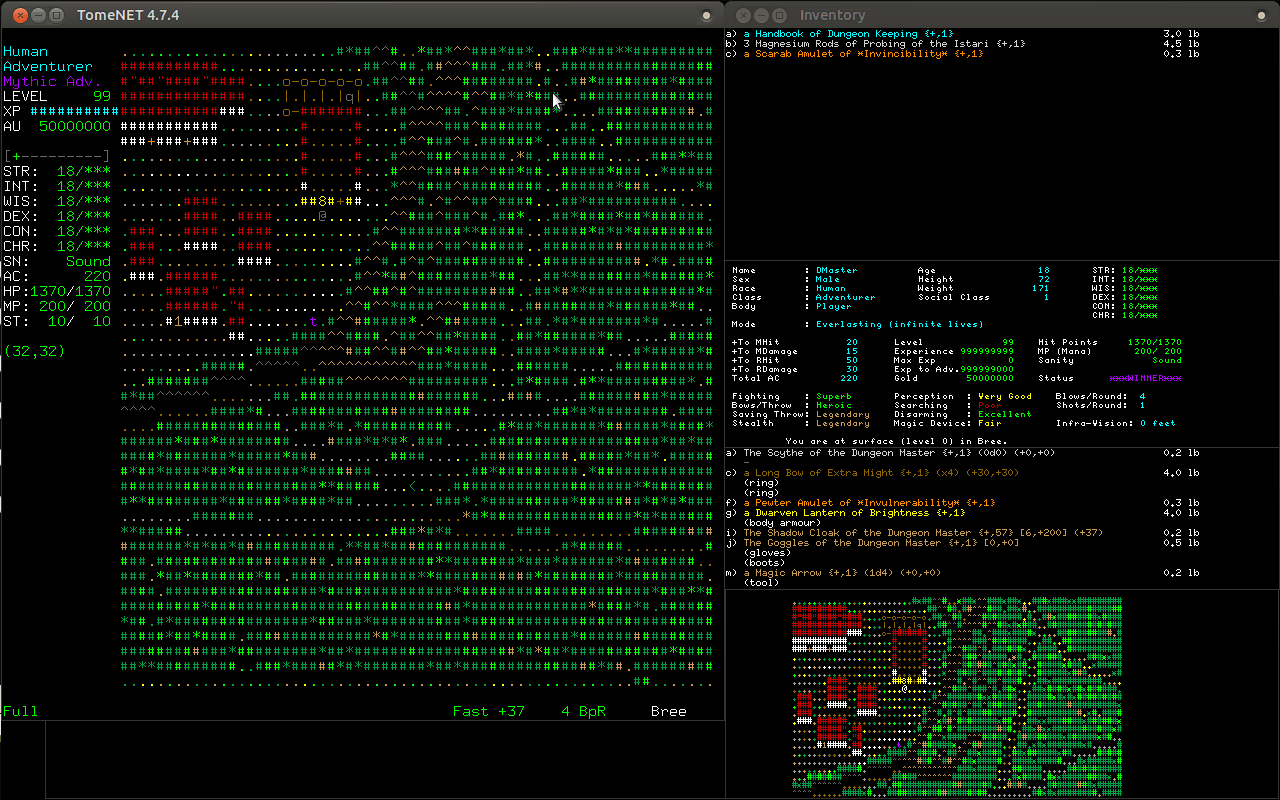 TomeNET 4.7.4
Human
Adventurer
Mythic Adv.
LEVEL 99
XP ##########
AU 50000000
[+---------]
STR: 18/***
INT: 18/***
WIS: 18/***
DEX: 18/***
CON: 18/***
CHR: 18/***
SN: Sound
AC: 220
HP:1370/1370
MP: 200/ 200
ST: 10/ 10
(32,32)
Full Fast +37 4 BpR Bree
Inventory
a) a Handbook of Dungeon Keeping {+,1} 3.0 lb
b) 3 Magnesium Rods of Probing of the Istari {+,1} 4.5 lb
c) a Scarab Amulet of *Invincibility* {+,1} 0.3 lb
Name : DMaster Age 18 STR: 18/***
Sex : Male Height 72 INT: 18/***
Race : Human Weight 171 WIS: 18/***
Class : Adventurer Social Class 1 DEX: 18/***
Body : Player CON: 18/***
CHR: 18/***
Mode : Everlasting (infinite lives)
+To MHit 20 Level 99 Hit Points 1370/1370
+To MDamage 15 Experience 999999999 MP (Mana) 200/ 200
+To RHit 50 Max Exp 0 Sanity Sound
+To RDamage 30 Exp to Adv.999999000
Total AC 220 Gold 50000000 Status ***WINNER***
Fighting : Superb Perception : Very Good Blows/Round: 4
Bows/Throw : Heroic Searching : Poor Shots/Round: 1
Saving Throw: Legendary Disarming : Excellent
Stealth : Legendary Magic Device: Fair Infra-Vision: 0 feet
You are at surface (level 0) in Bree.
a) The Scythe of the Dungeon Master {+,1} (0d0) (+0,+0) 0.2 lb
c) a Long Bow of Extra Might {+,1} (x4) (+30,+30) 4.0 lb
(ring)
(ring)
f) a Pewter Amulet of *Invulnerability* {+,1} 0.3 lb
g) a Dwarven Lantern of Brightness {+,1} 4.0 lb
(body armour)
i) The Shadow Cloak of the Dungeon Master {+,57} [6,+200] (+37) 0.2 lb
j) The Goggles of the Dungeon Master {+,1} [0,+0] 0.5 lb
(gloves)
(boots)
m) a Magic Arrow {+,1} (1d4) (+0,+0) 0.2 lb
(tool)